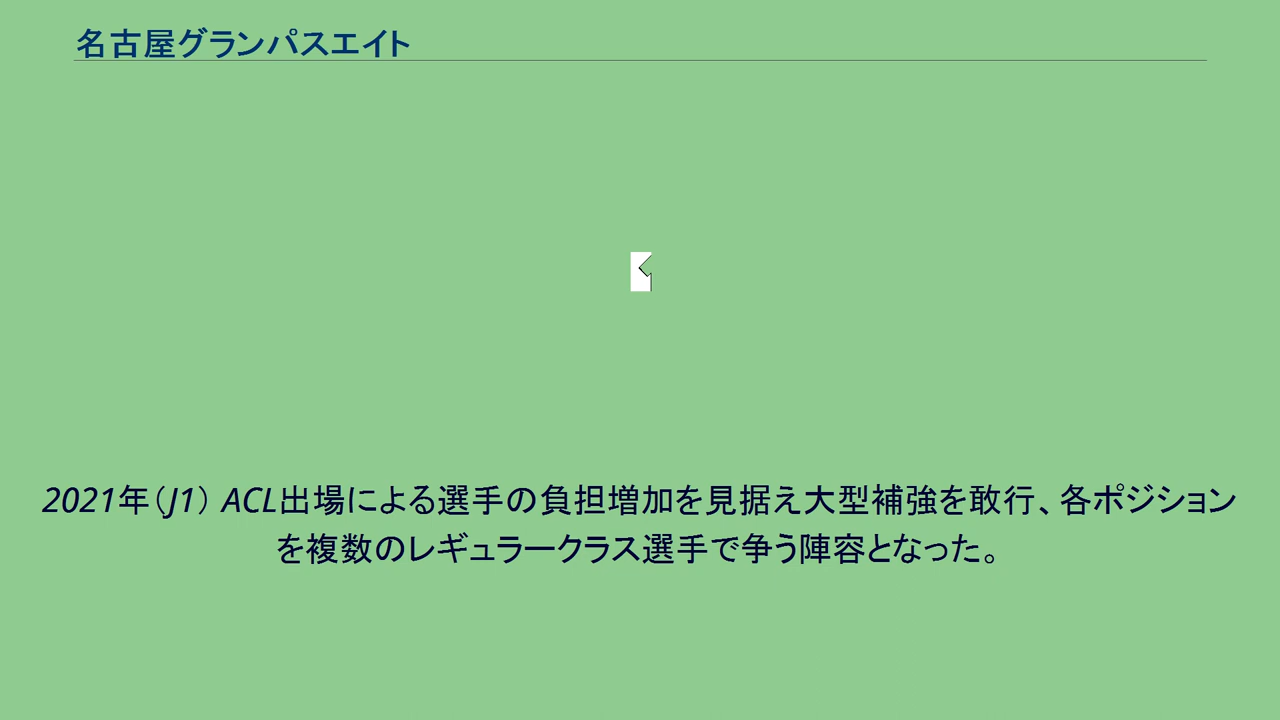 名古屋グランパスエイト
2021年（J1） ACL出場による選手の負担増加を見据え大型補強を敢行、各ポジション
を複数のレギュラークラス選手で争う陣容となった。